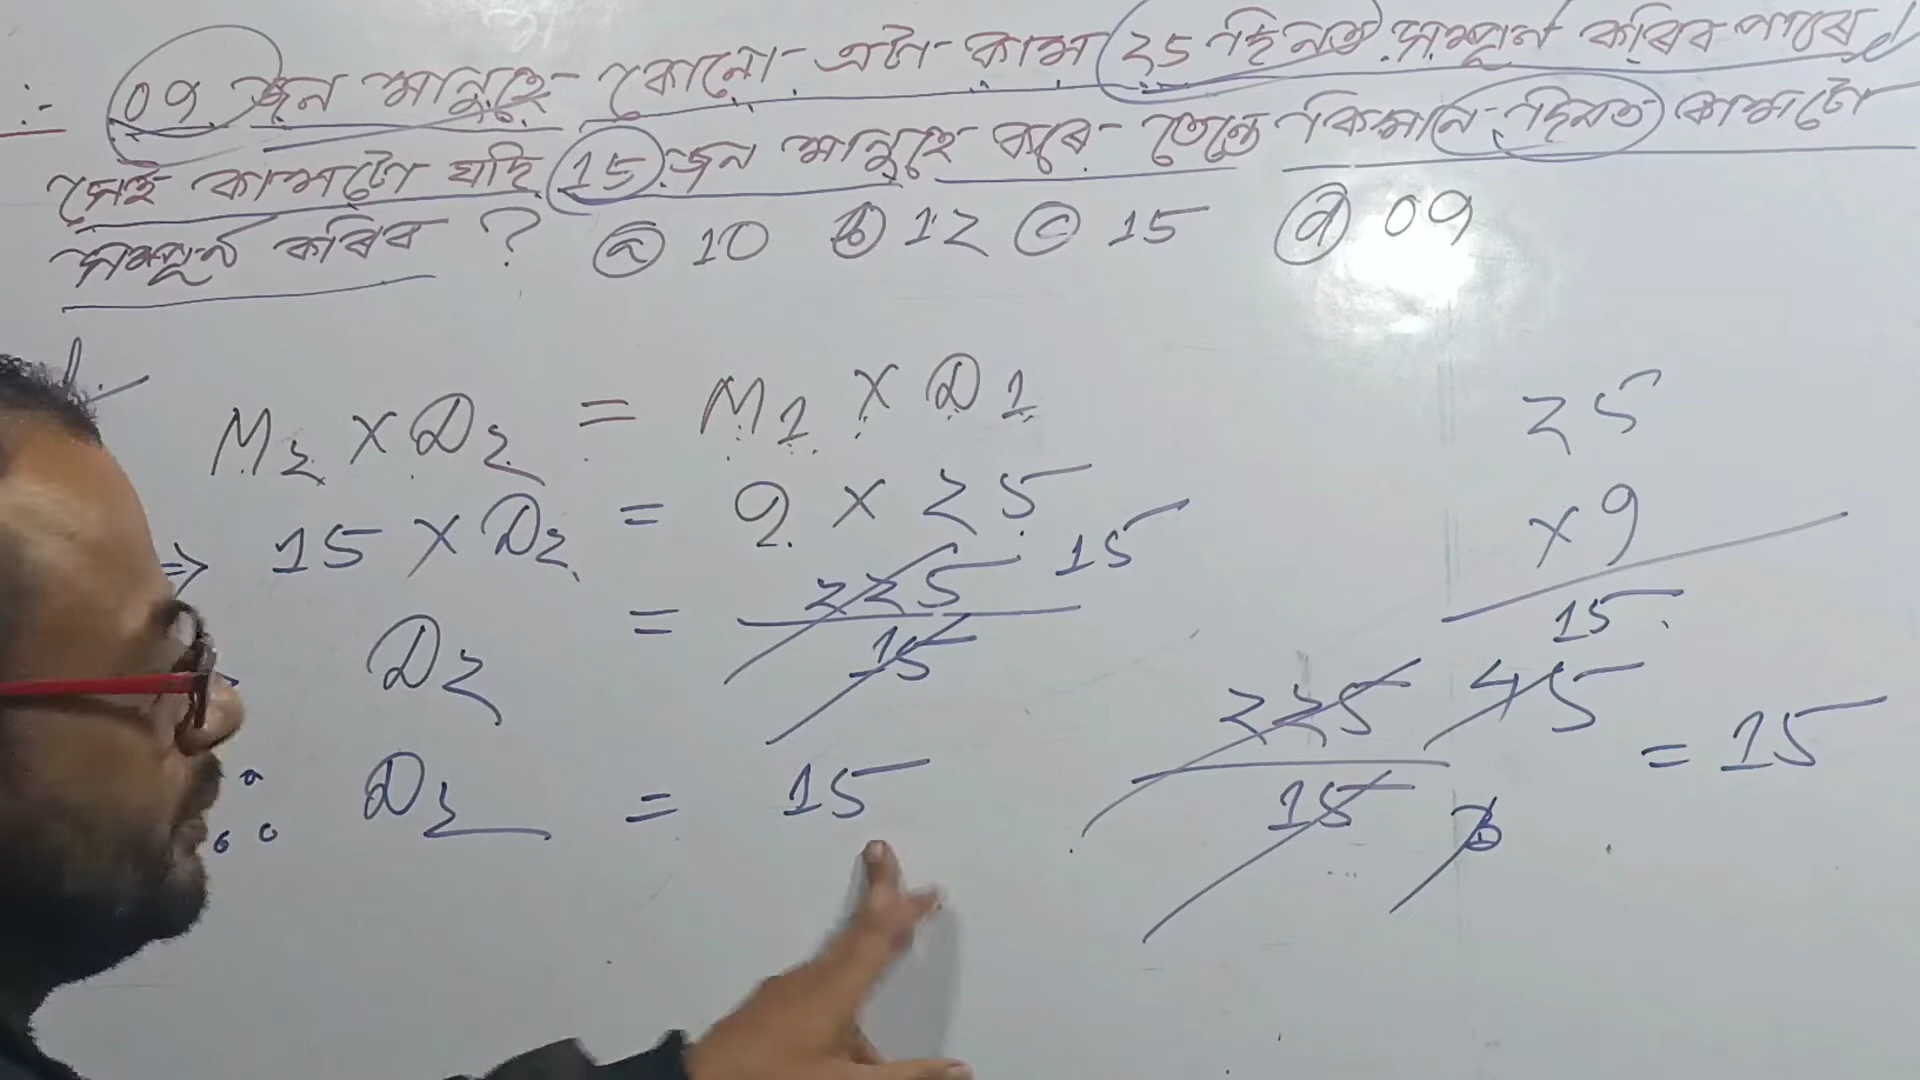 :- 09 জন মানুহে কোনো এটা কাম 25 দিনত সম্পূৰ্ন কৰিব পাৰে।
সেই কামটো যদি 15 জন মানুহে কৰে তেন্তে কিমান দিনত কামটো
সম্পূৰ্ন কৰিব ? ⓐ 10 ⓑ 12 ⓒ 15 ⓓ 09
M2 X D2 = M1 X D1
25
⇒ 15 X D2 = 9 X 25
x 9
D2 = 225 15
15
15
225 45
= 15
15 3
∴ D2 = 15